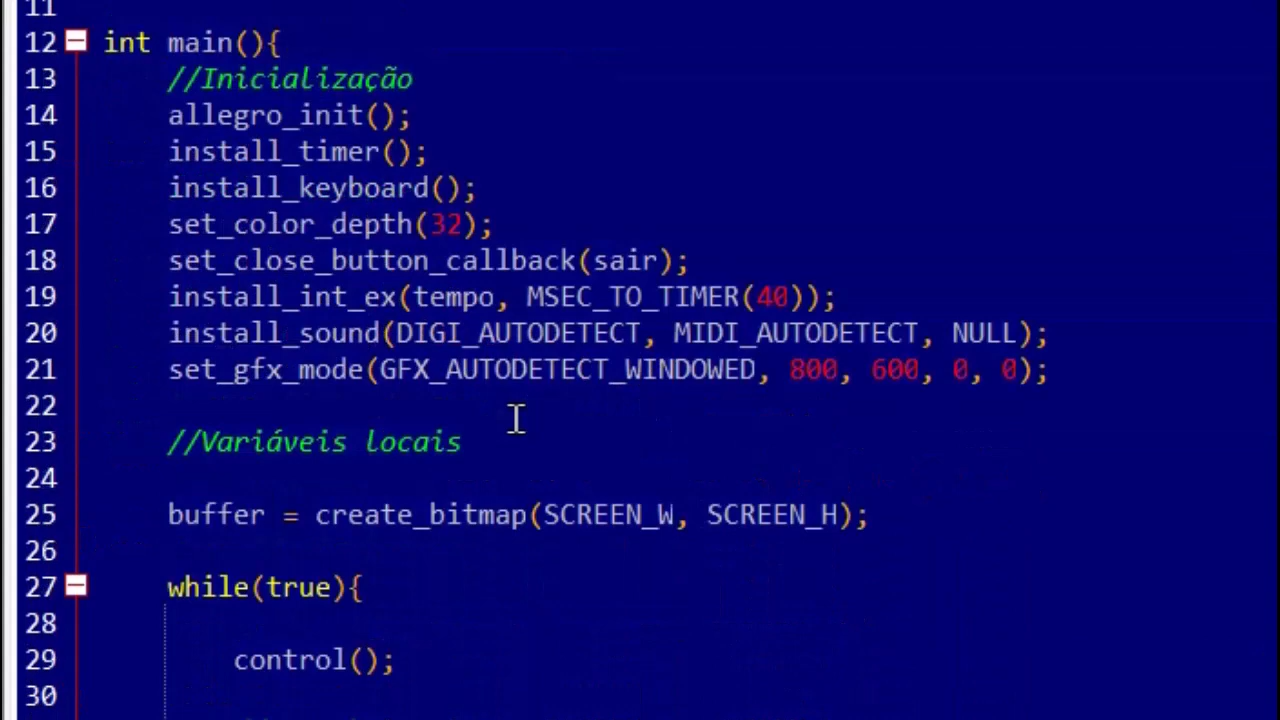 11
12 int main(){
13 //Inicialização
14 allegro_init();
15 install_timer();
16 install_keyboard();
17 set_color_depth(32);
18 set_close_button_callback(sair);
19 install_int_ex(tempo, MSEC_TO_TIMER(40));
20 install_sound(DIGI_AUTODETECT, MIDI_AUTODETECT, NULL);
21 set_gfx_mode(GFX_AUTODETECT_WINDOWED, 800, 600, 0, 0);
22
23 //Variáveis locais
24
25 buffer = create_bitmap(SCREEN_W, SCREEN_H);
26
27 while(true){
28
29 control();
30